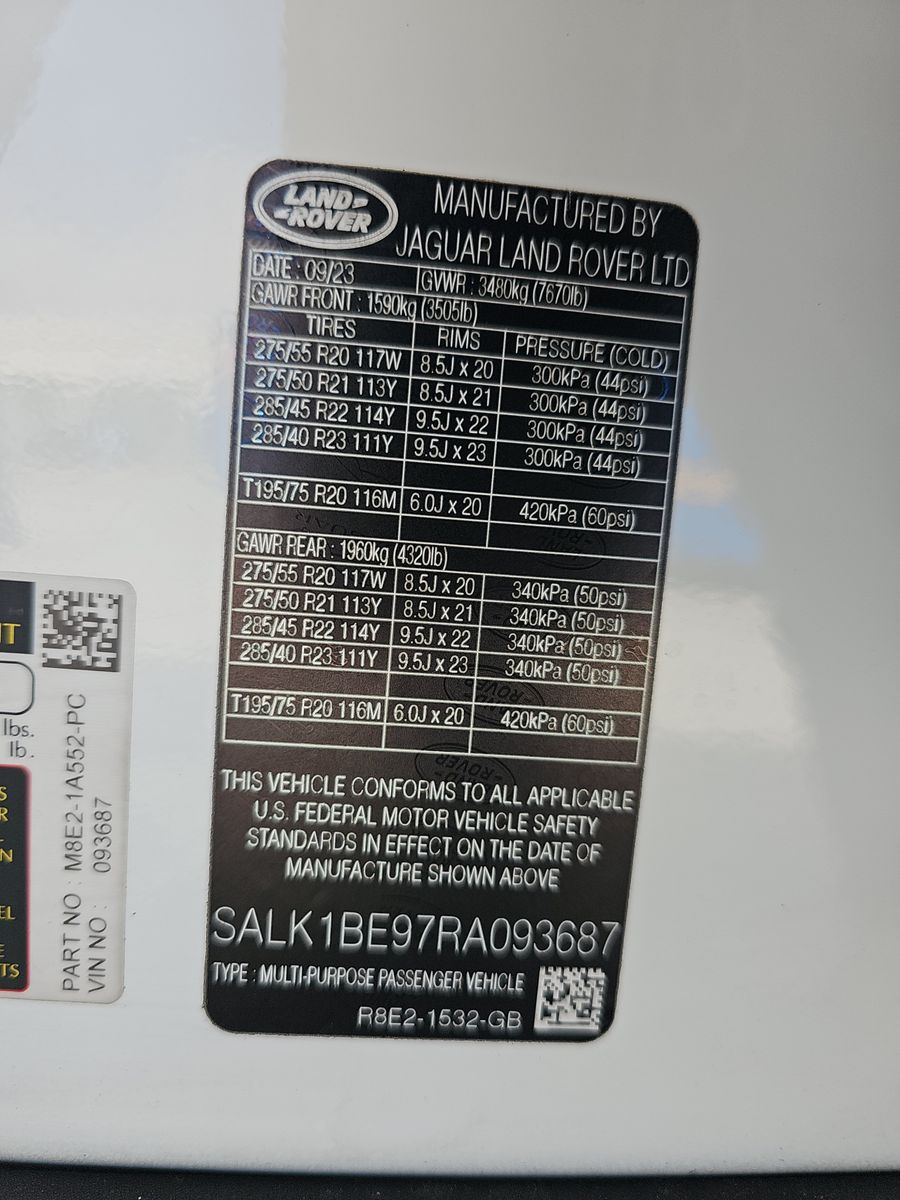 LAND ROVER
MANUFACTURED BY
JAGUAR LAND ROVER LTD
DATE : 09/23 GVWR : 3480kg (7670lb)
GAWR FRONT : 1590kg (3505lb)
TIRES RIMS PRESSURE (COLD)
275/55 R20 117W 8.5J x 20 300kPa (44psi)
275/50 R21 113Y 8.5J x 21 300kPa (44psi)
285/45 R22 114Y 9.5J x 22 300kPa (44psi)
285/40 R23 111Y 9.5J x 23 300kPa (44psi)
T195/75 R20 116M 6.0J x 20 420kPa (60psi)
GAWR REAR : 1960kg (4320lb)
275/55 R20 117W 8.5J x 20 340kPa (50psi)
275/50 R21 113Y 8.5J x 21 340kPa (50psi)
285/45 R22 114Y 9.5J x 22 340kPa (50psi)
285/40 R23 111Y 9.5J x 23 340kPa (50psi)
T195/75 R20 116M 6.0J x 20 420kPa (60psi)
THIS VEHICLE CONFORMS TO ALL APPLICABLE
U.S. FEDERAL MOTOR VEHICLE SAFETY
STANDARDS IN EFFECT ON THE DATE OF
MANUFACTURE SHOWN ABOVE
SALK1BE97RA093687
TYPE : MULTI-PURPOSE PASSENGER VEHICLE
R8E2-1532-GB
lbs.
lb.
PART NO : M8E2-1A552-PC
VIN NO : 093687